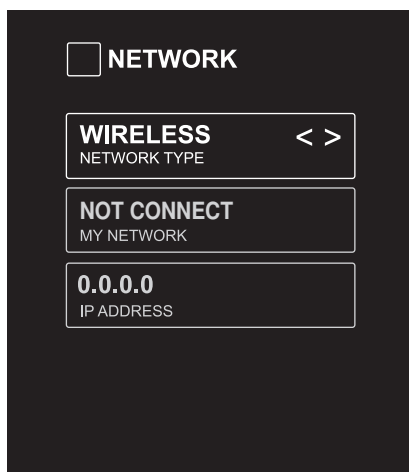 NETWORK
WIRELESS < >
NETWORK TYPE
NOT CONNECT
MY NETWORK
0.0.0.0
IP ADDRESS